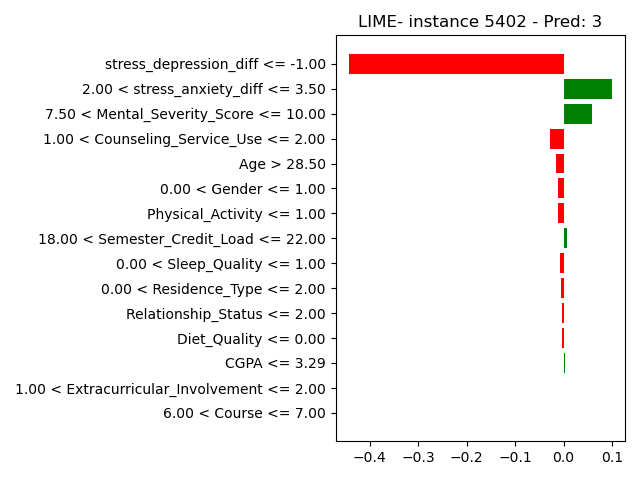 LIME- instance 5402 - Pred: 3
stress_depression_diff <= -1.00
2.00 < stress_anxiety_diff <= 3.50
7.50 < Mental_Severity_Score <= 10.00
1.00 < Counseling_Service_Use <= 2.00
Age > 28.50
0.00 < Gender <= 1.00
Physical_Activity <= 1.00
18.00 < Semester_Credit_Load <= 22.00
0.00 < Sleep_Quality <= 1.00
0.00 < Residence_Type <= 2.00
Relationship_Status <= 2.00
Diet_Quality <= 0.00
CGPA <= 3.29
1.00 < Extracurricular_Involvement <= 2.00
6.00 < Course <= 7.00
−0.4 −0.3 −0.2 −0.1 0.0 0.1